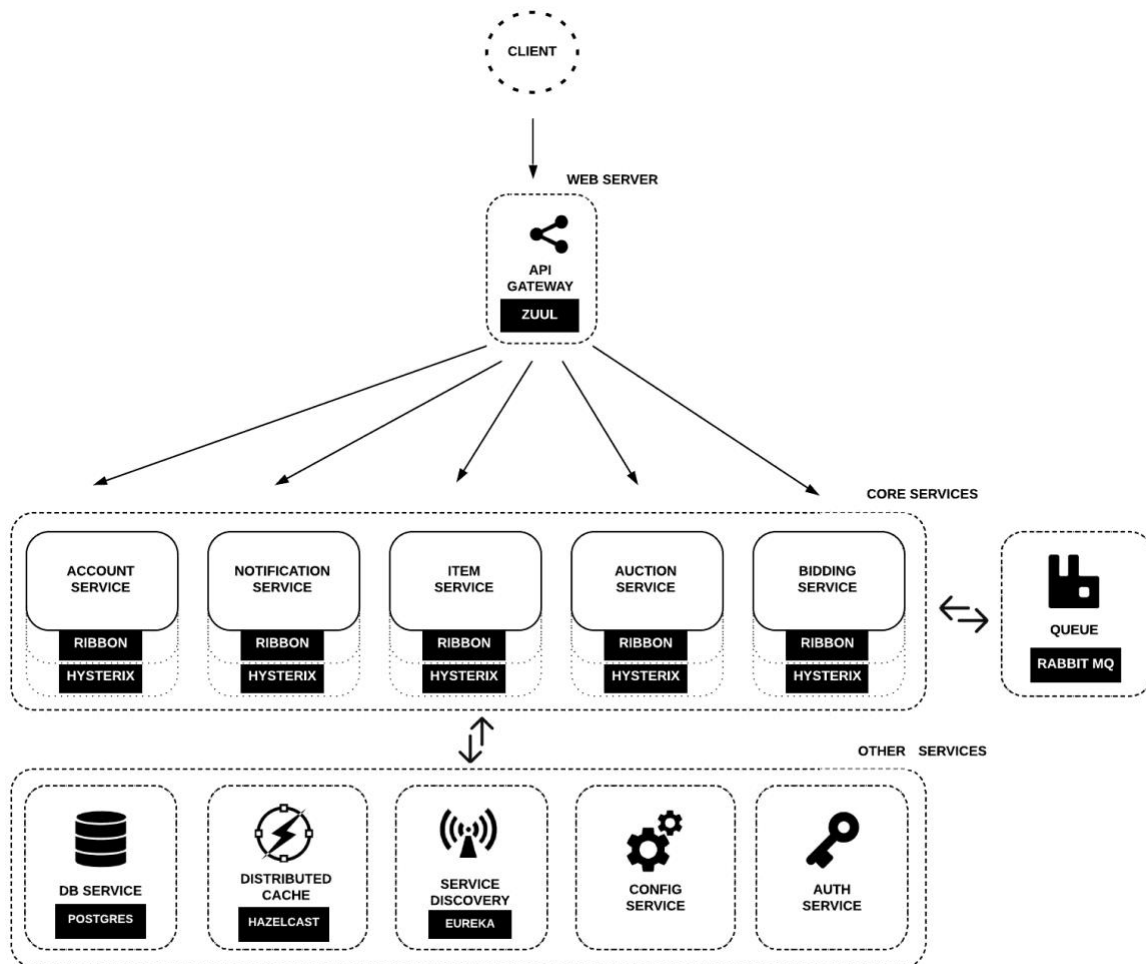 CLIENT
WEB SERVER
API
GATEWAY
ZUUL
CORE SERVICES
ACCOUNT
SERVICE
RIBBON
HYSTERIX
NOTIFICATION
SERVICE
RIBBON
HYSTERIX
ITEM
SERVICE
RIBBON
HYSTERIX
AUCTION
SERVICE
RIBBON
HYSTERIX
BIDDING
SERVICE
RIBBON
HYSTERIX
QUEUE
RABBIT MQ
OTHER SERVICES
DB SERVICE
POSTGRES
DISTRIBUTED
CACHE
HAZELCAST
SERVICE
DISCOVERY
EUREKA
CONFIG
SERVICE
AUTH
SERVICE